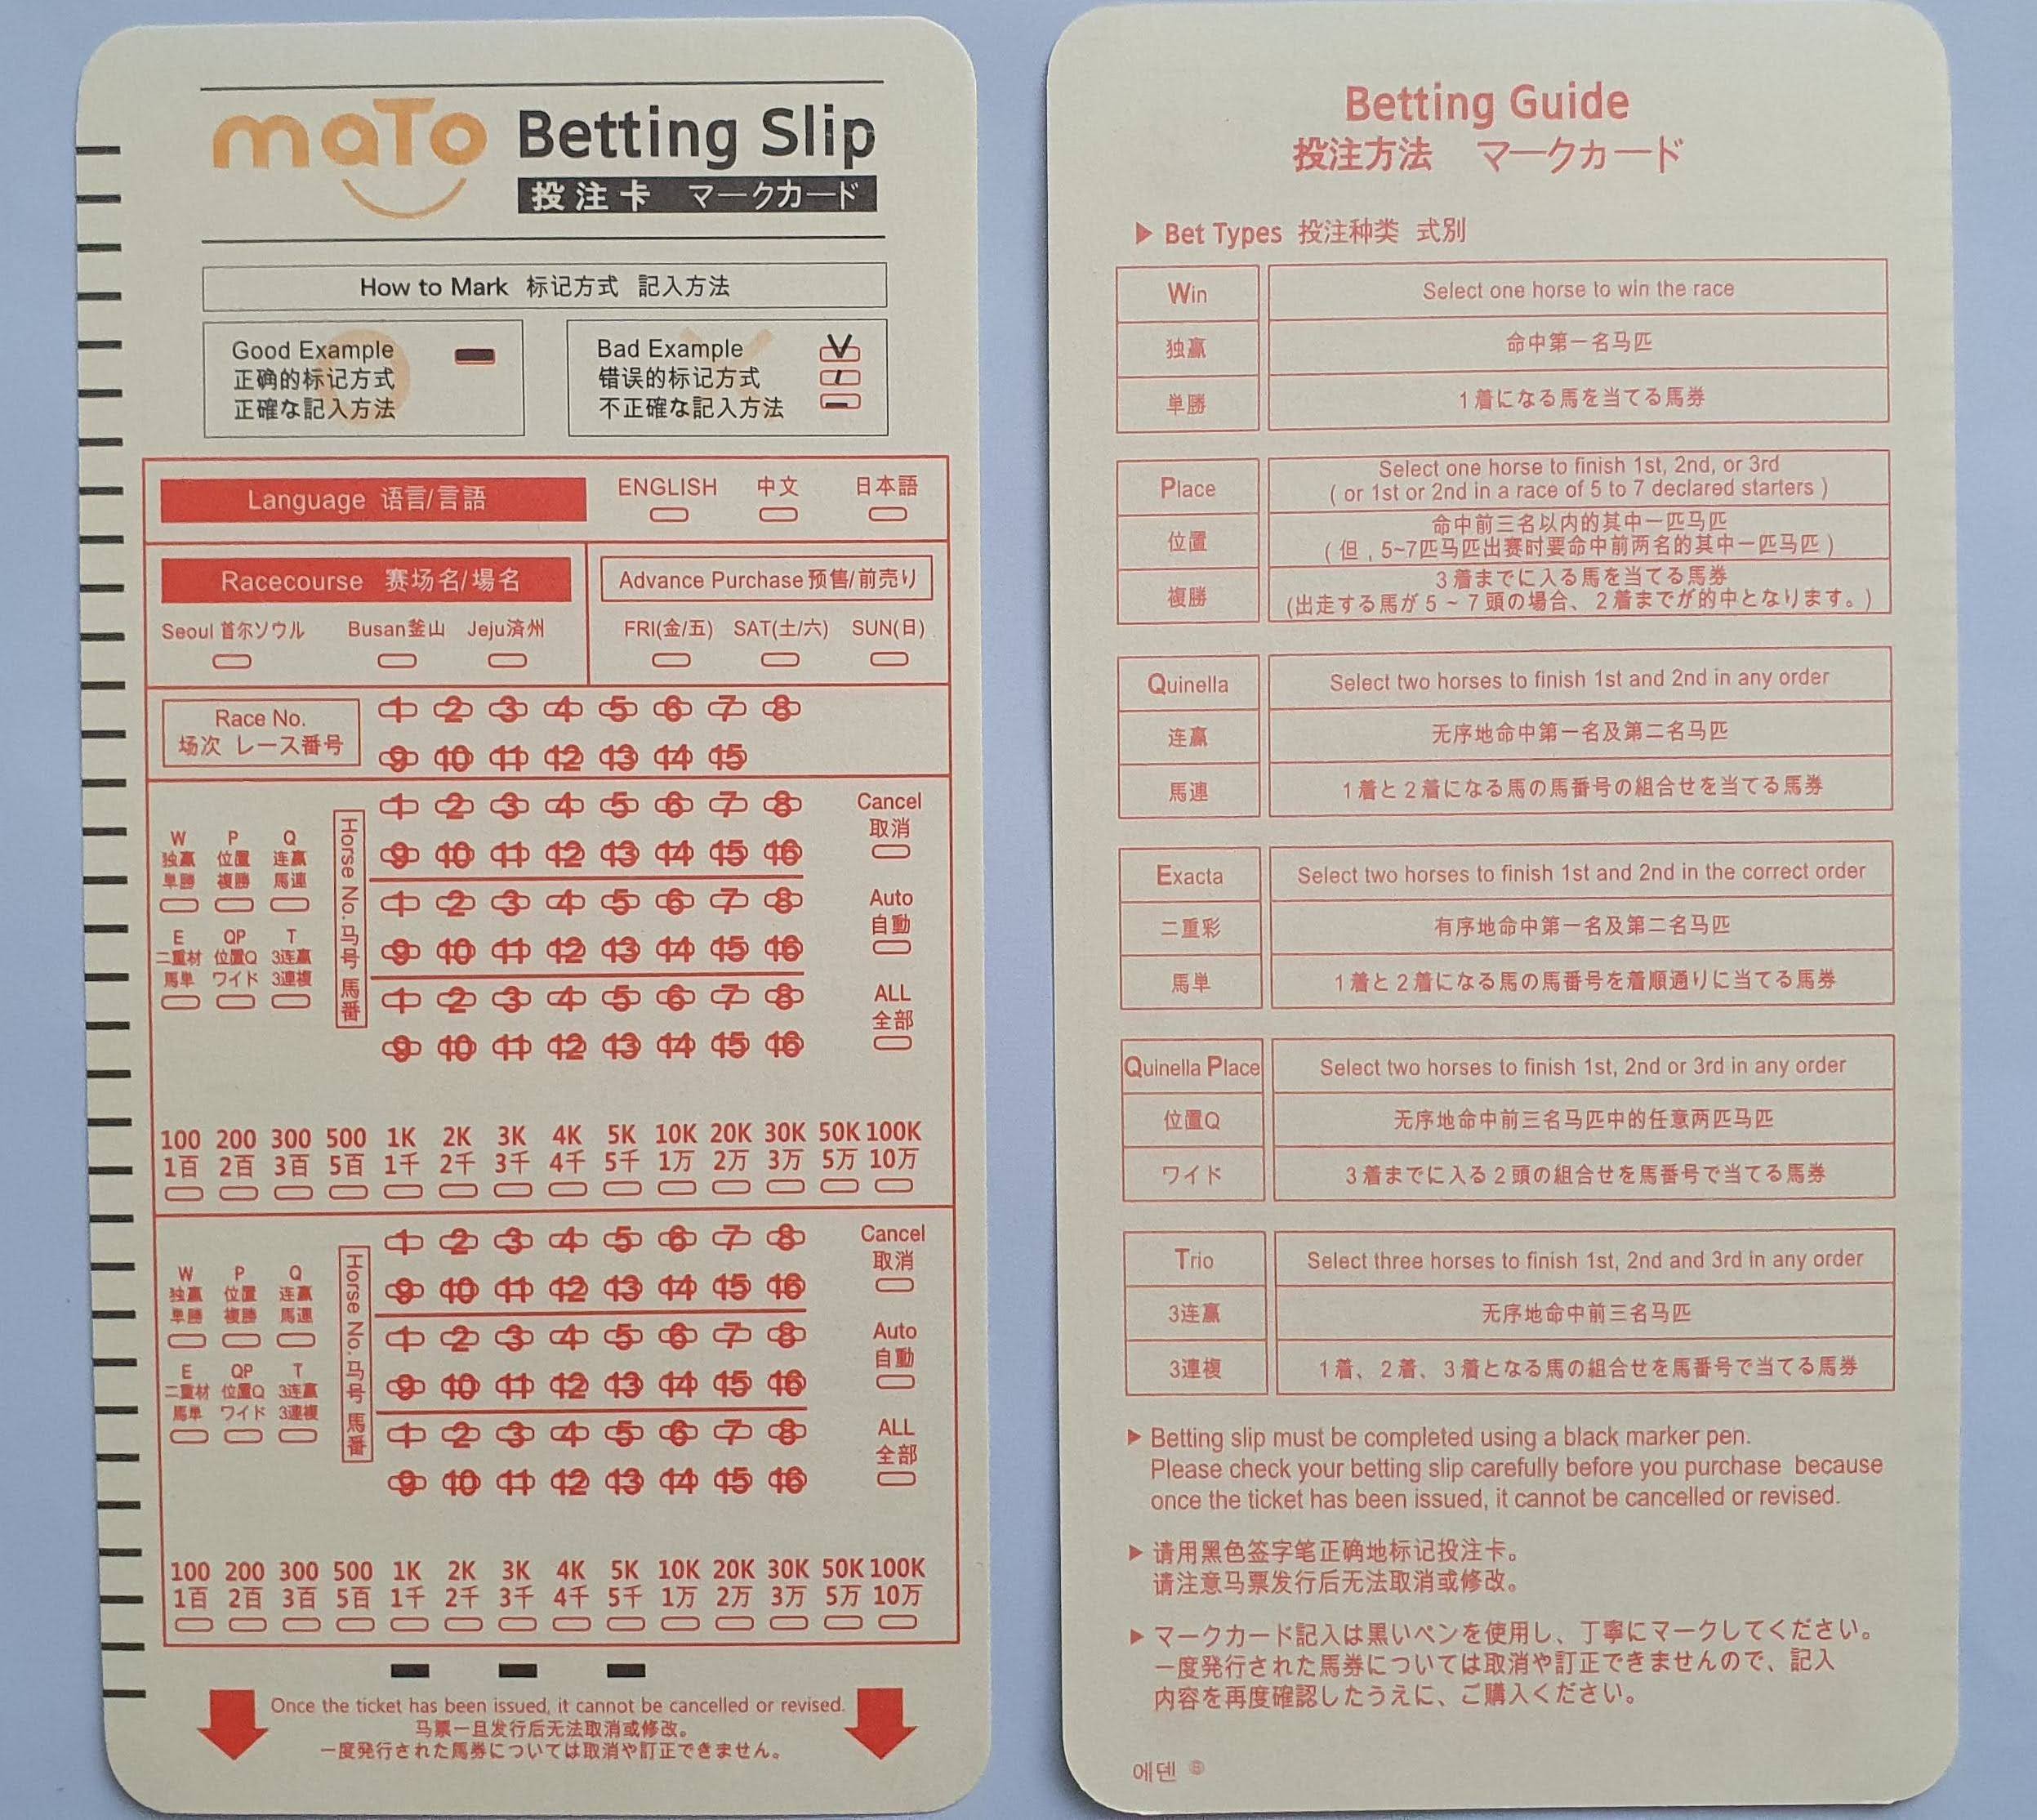 maTo Betting Slip
投注卡 マークカード
How to Mark 标记方式 記入方法
Good Example
正确的标记方式
正確な記入方法
Bad Example
错误的标记方式
不正確な記入方法
Language 语言/言語
ENGLISH 中文 日本語
Racecourse 赛场名/場名
Advance Purchase 预售/前売り
Seoul 首尔ソウル Busan釜山 Jeju済州
FRI(金/五) SAT(土/六) SUN(日)
Race No.
场次 レース番号
1 2 3 4 5 6 7 8
9 10 11 12 13 14 15
W P Q
独赢 位置 连赢
単勝 複勝 馬連
E QP T
二重材 位置Q 3连赢
馬単 ワイド 3連複
Horse No. 马号 馬番
1 2 3 4 5 6 7 8
9 10 11 12 13 14 15 16
1 2 3 4 5 6 7 8
9 10 11 12 13 14 15 16
1 2 3 4 5 6 7 8
9 10 11 12 13 14 15 16
Cancel
取消
Auto
自動
ALL
全部
100 200 300 500 1K 2K 3K 4K 5K 10K 20K 30K 50K 100K
1百 2百 3百 5百 1千 2千 3千 4千 5千 1万 2万 3万 5万 10万
W P Q
独赢 位置 连赢
単勝 複勝 馬連
E QP T
二重材 位置Q 3连赢
馬単 ワイド 3連複
Horse No. 马号 馬番
1 2 3 4 5 6 7 8
9 10 11 12 13 14 15 16
1 2 3 4 5 6 7 8
9 10 11 12 13 14 15 16
1 2 3 4 5 6 7 8
9 10 11 12 13 14 15 16
Cancel
取消
Auto
自動
ALL
全部
100 200 300 500 1K 2K 3K 4K 5K 10K 20K 30K 50K 100K
1百 2百 3百 5百 1千 2千 3千 4千 5千 1万 2万 3万 5万 10万
Once the ticket has been issued, it cannot be cancelled or revised.
马票一旦发行后无法取消或修改。
一度発行された馬券については取消や訂正できません。
Betting Guide
投注方法 マークカード
▶ Bet Types 投注种类 式別
Win Select one horse to win the race
独赢 命中第一名马匹
単勝 1着になる馬を当てる馬券
Place Select one horse to finish 1st, 2nd, or 3rd
( or 1st or 2nd in a race of 5 to 7 declared starters )
位置 命中前三名以内的其中一匹马匹
( 但 , 5~7匹马匹出赛时要命中前两名的其中一匹马匹 )
複勝 3着までに入る馬を当てる馬券
(出走する馬が5～7頭の場合、2着までが的中となります。)
Quinella Select two horses to finish 1st and 2nd in any order
连赢 无序地命中第一名及第二名马匹
馬連 1着と2着になる馬の馬番号の組合せを当てる馬券
Exacta Select two horses to finish 1st and 2nd in the correct order
二重彩 有序地命中第一名及第二名马匹
馬単 1着と2着になる馬の馬番号を着順通りに当てる馬券
Quinella Place Select two horses to finish 1st, 2nd or 3rd in any order
位置Q 无序地命中前三名马匹中的任意两匹马匹
ワイド 3着までに入る2頭の組合せを馬番号で当てる馬券
Trio Select three horses to finish 1st, 2nd and 3rd in any order
3连赢 无序地命中前三名马匹
3連複 1着、2着、3着となる馬の組合せを馬番号で当てる馬券
▶ Betting slip must be completed using a black marker pen.
Please check your betting slip carefully before you purchase because
once the ticket has been issued, it cannot be cancelled or revised.
▶ 请用黑色签字笔正确地标记投注卡。
请注意马票发行后无法取消或修改。
▶ マークカード記入は黒いペンを使用し、丁寧にマークしてください。
一度発行された馬券については取消や訂正できませんので、記入
内容を再度確認したうえに、ご購入ください。
에덴